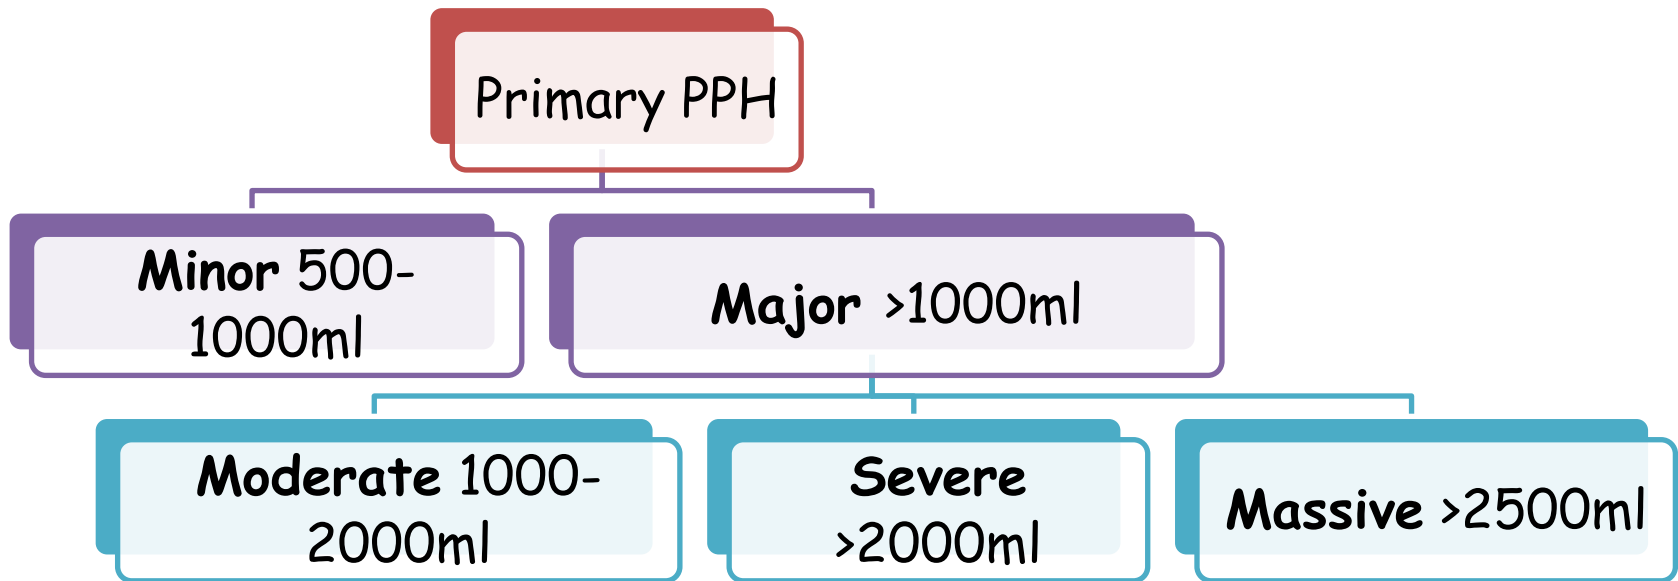 Primary PPH
Minor 500-
1000ml
Major >1000ml
Moderate 1000-
2000ml
Severe
>2000ml
Massive >2500ml